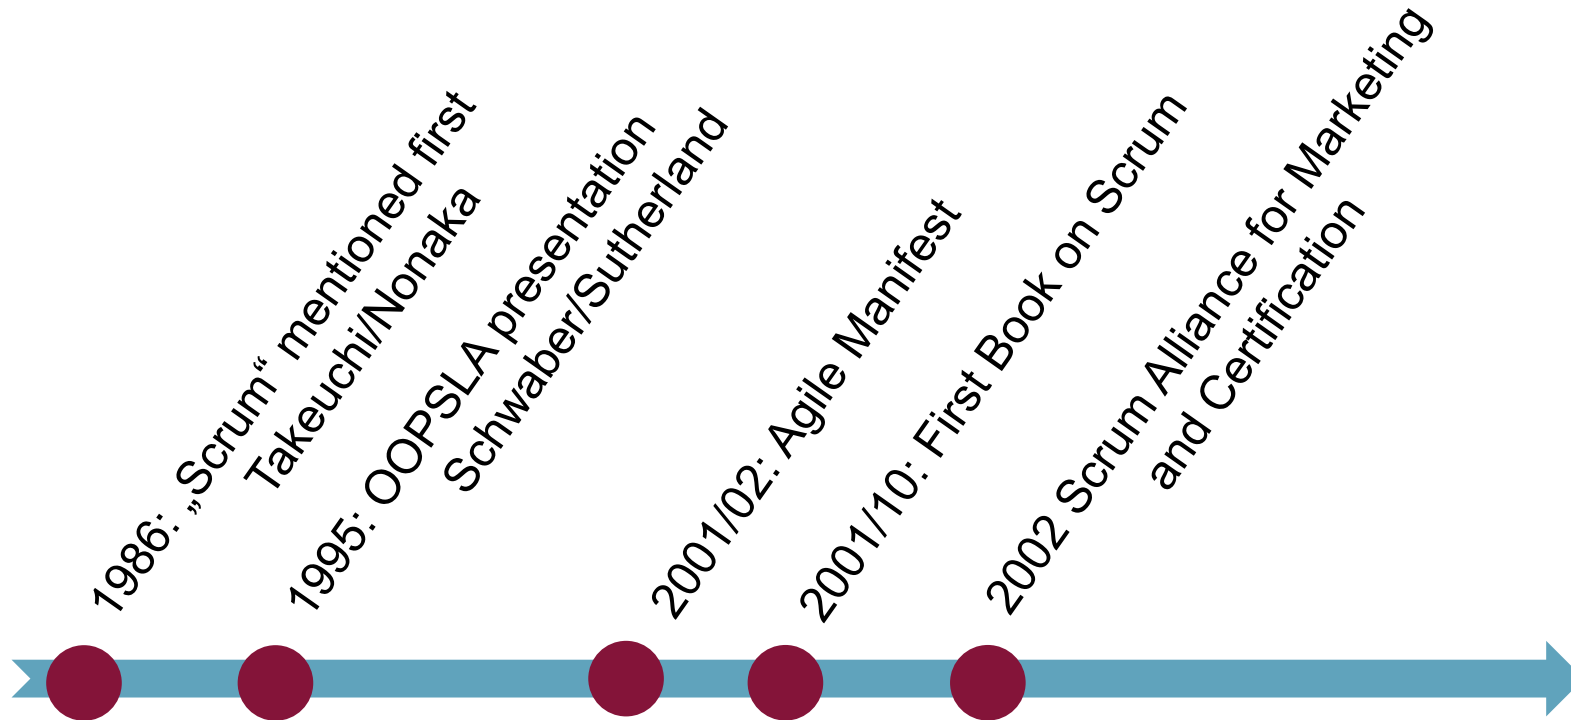 1986: „Scrum“ mentioned first
Takeuchi/Nonaka
1995: OOPSLA presentation
Schwaber/Sutherland
2001/02: Agile Manifest
2001/10: First Book on Scrum
2002 Scrum Alliance for Marketing
and Certification